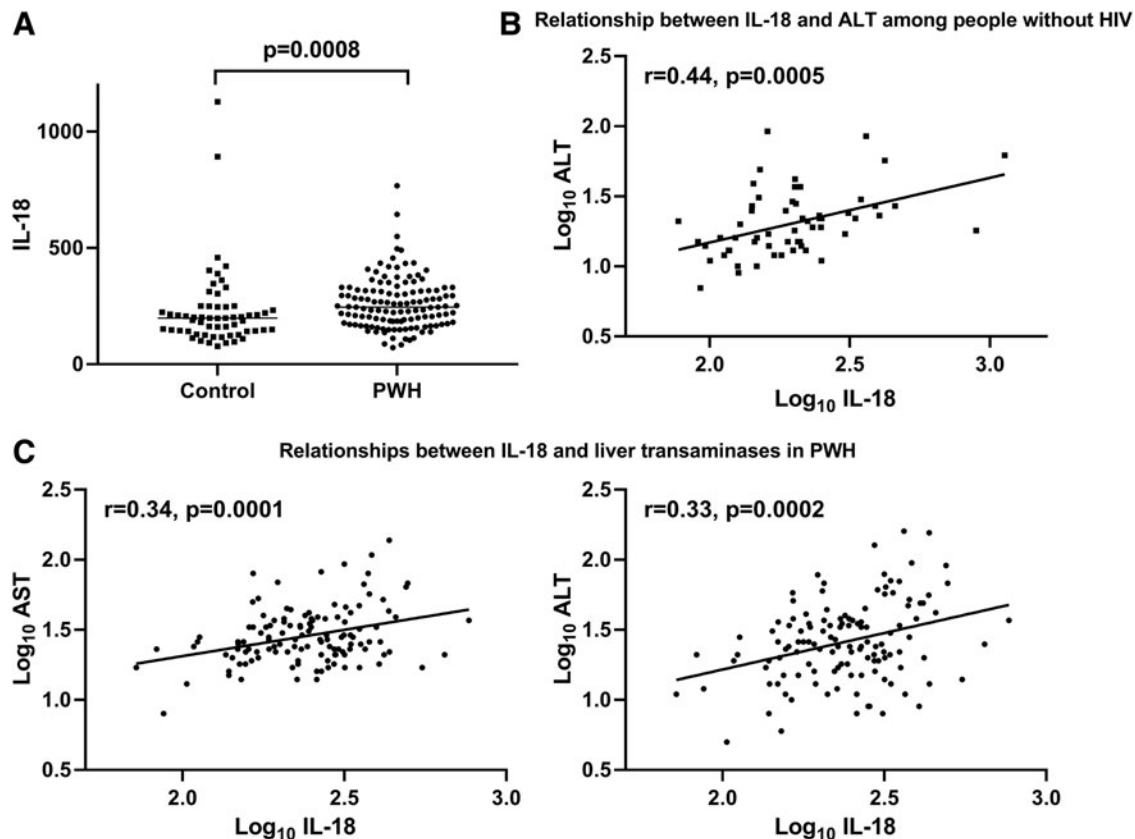 A
p=0.0008
IL-18
1000
500
0
Control PWH
B Relationship between IL-18 and ALT among people without HIV
r=0.44, p=0.0005
Log10 ALT
2.5
2.0
1.5
1.0
0.5
2.0 2.5 3.0
Log10 IL-18
C Relationships between IL-18 and liver transaminases in PWH
r=0.34, p=0.0001
Log10 AST
2.5
2.0
1.5
1.0
0.5
2.0 2.5 3.0
Log10 IL-18
r=0.33, p=0.0002
Log10 ALT
2.5
2.0
1.5
1.0
0.5
2.0 2.5 3.0
Log10 IL-18